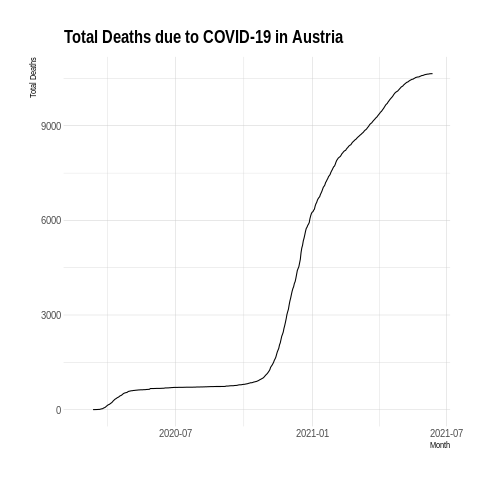 Total Deaths due to COVID-19 in Austria
Total Deaths
9000
6000
3000
0
2020-07
2021-01
2021-07
Month